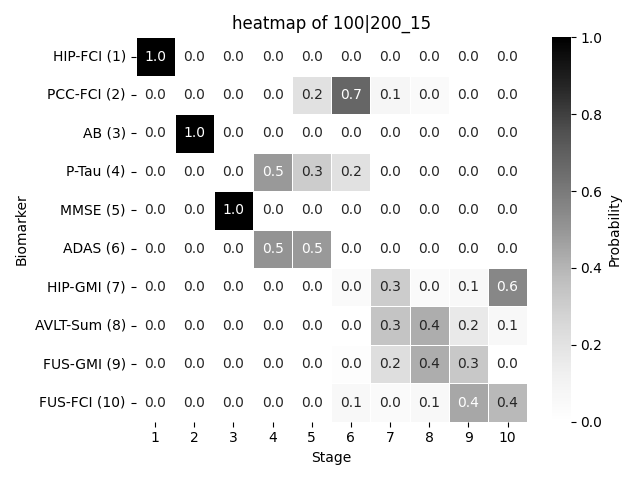 heatmap of 100|200_15
HIP-FCI (1) 1.0 0.0 0.0 0.0 0.0 0.0 0.0 0.0 0.0 0.0
PCC-FCI (2) 0.0 0.0 0.0 0.0 0.2 0.7 0.1 0.0 0.0 0.0
AB (3) 0.0 1.0 0.0 0.0 0.0 0.0 0.0 0.0 0.0 0.0
P-Tau (4) 0.0 0.0 0.0 0.5 0.3 0.2 0.0 0.0 0.0 0.0
MMSE (5) 0.0 0.0 1.0 0.0 0.0 0.0 0.0 0.0 0.0 0.0
ADAS (6) 0.0 0.0 0.0 0.5 0.5 0.0 0.0 0.0 0.0 0.0
HIP-GMI (7) 0.0 0.0 0.0 0.0 0.0 0.0 0.3 0.0 0.1 0.6
AVLT-Sum (8) 0.0 0.0 0.0 0.0 0.0 0.0 0.3 0.4 0.2 0.1
FUS-GMI (9) 0.0 0.0 0.0 0.0 0.0 0.0 0.2 0.4 0.3 0.0
FUS-FCI (10) 0.0 0.0 0.0 0.0 0.0 0.1 0.0 0.1 0.4 0.4
1 2 3 4 5 6 7 8 9 10
Stage
Biomarker
1.0
0.8
0.6
0.4
0.2
0.0
Probability